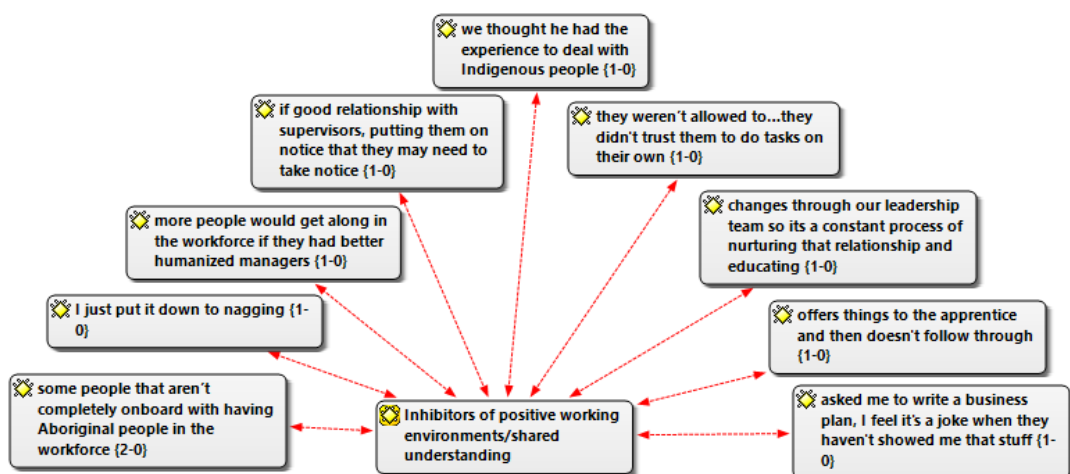 we thought he had the
experience to deal with
Indigenous people {1-0}
if good relationship with
supervisors, putting them on
notice that they may need to
take notice {1-0}
they weren't allowed to...they
didn't trust them to do tasks on
their own {1-0}
more people would get along in
the workforce if they had better
humanized managers {1-0}
changes through our leadership
team so its a constant process of
nurturing that relationship and
educating {1-0}
I just put it down to nagging {1-
0}
offers things to the apprentice
and then doesn't follow through
{1-0}
some people that aren't
completely onboard with having
Aboriginal people in the
workforce {2-0}
Inhibitors of positive working
environments/shared
understanding
asked me to write a business
plan, I feel it's a joke when they
haven't showed me that stuff {1-
0}